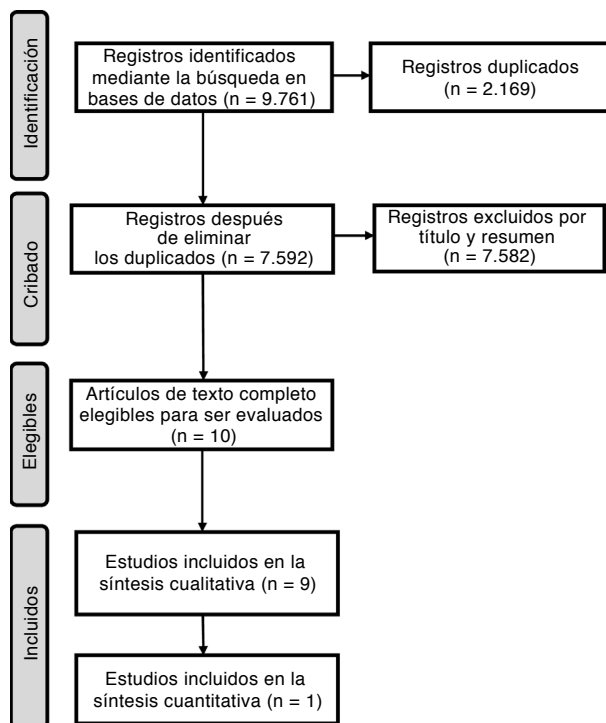 Identificación
Registros identificados
mediante la búsqueda en
bases de datos (n = 9.761)
Registros duplicados
(n = 2.169)
Cribado
Registros después
de eliminar
los duplicados (n = 7.592)
Registros excluidos por
título y resumen
(n = 7.582)
Elegibles
Artículos de texto completo
elegibles para ser evaluados
(n = 10)
Incluidos
Estudios incluidos en la
síntesis cualitativa (n = 9)
Estudios incluidos en la
síntesis cuantitativa (n = 1)